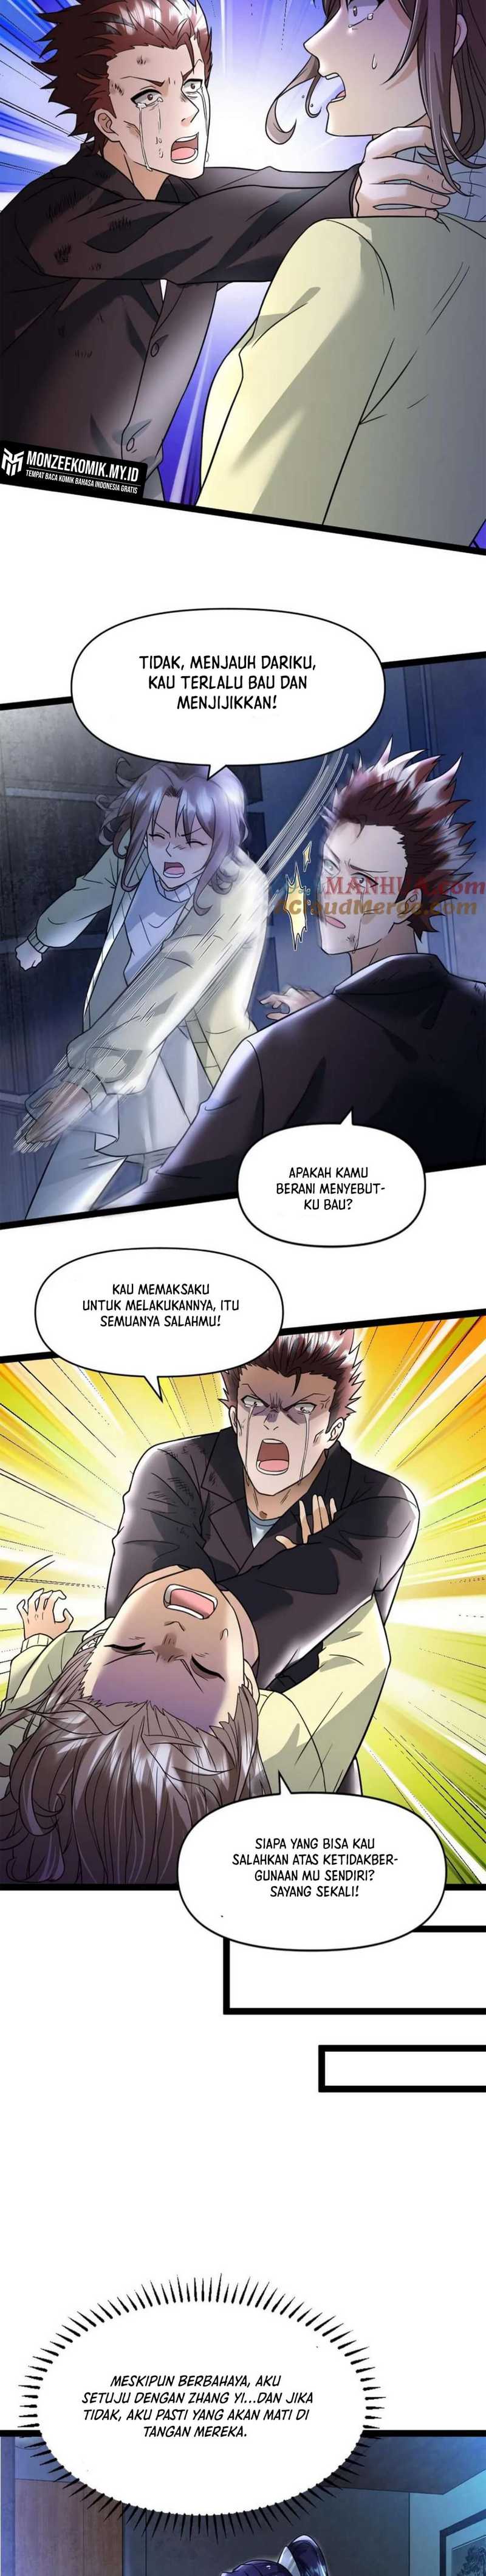 MONZEEKOMIK.MY.ID
TEMPAT BACA KOMIK BAHASA INDONESIA GRATIS
TIDAK, MENJAUH DARIKU,
KAU TERLALU BAU DAN
MENJIJIKKAN!
APAKAH KAMU
BERANI MENYEBUT-
KU BAU?
KAU MEMAKSAKU
UNTUK MELAKUKANNYA, ITU
SEMUANYA SALAHMU!
SIAPA YANG BISA KAU
SALAHKAN ATAS KETIDAKBER-
GUNAAN MU SENDIRI?
SAYANG SEKALI!
MESKIPUN BERBAHAYA, AKU
SETUJU DENGAN ZHANG YI...DAN JIKA
TIDAK, AKU PASTI YANG AKAN MATI DI
TANGAN MEREKA.